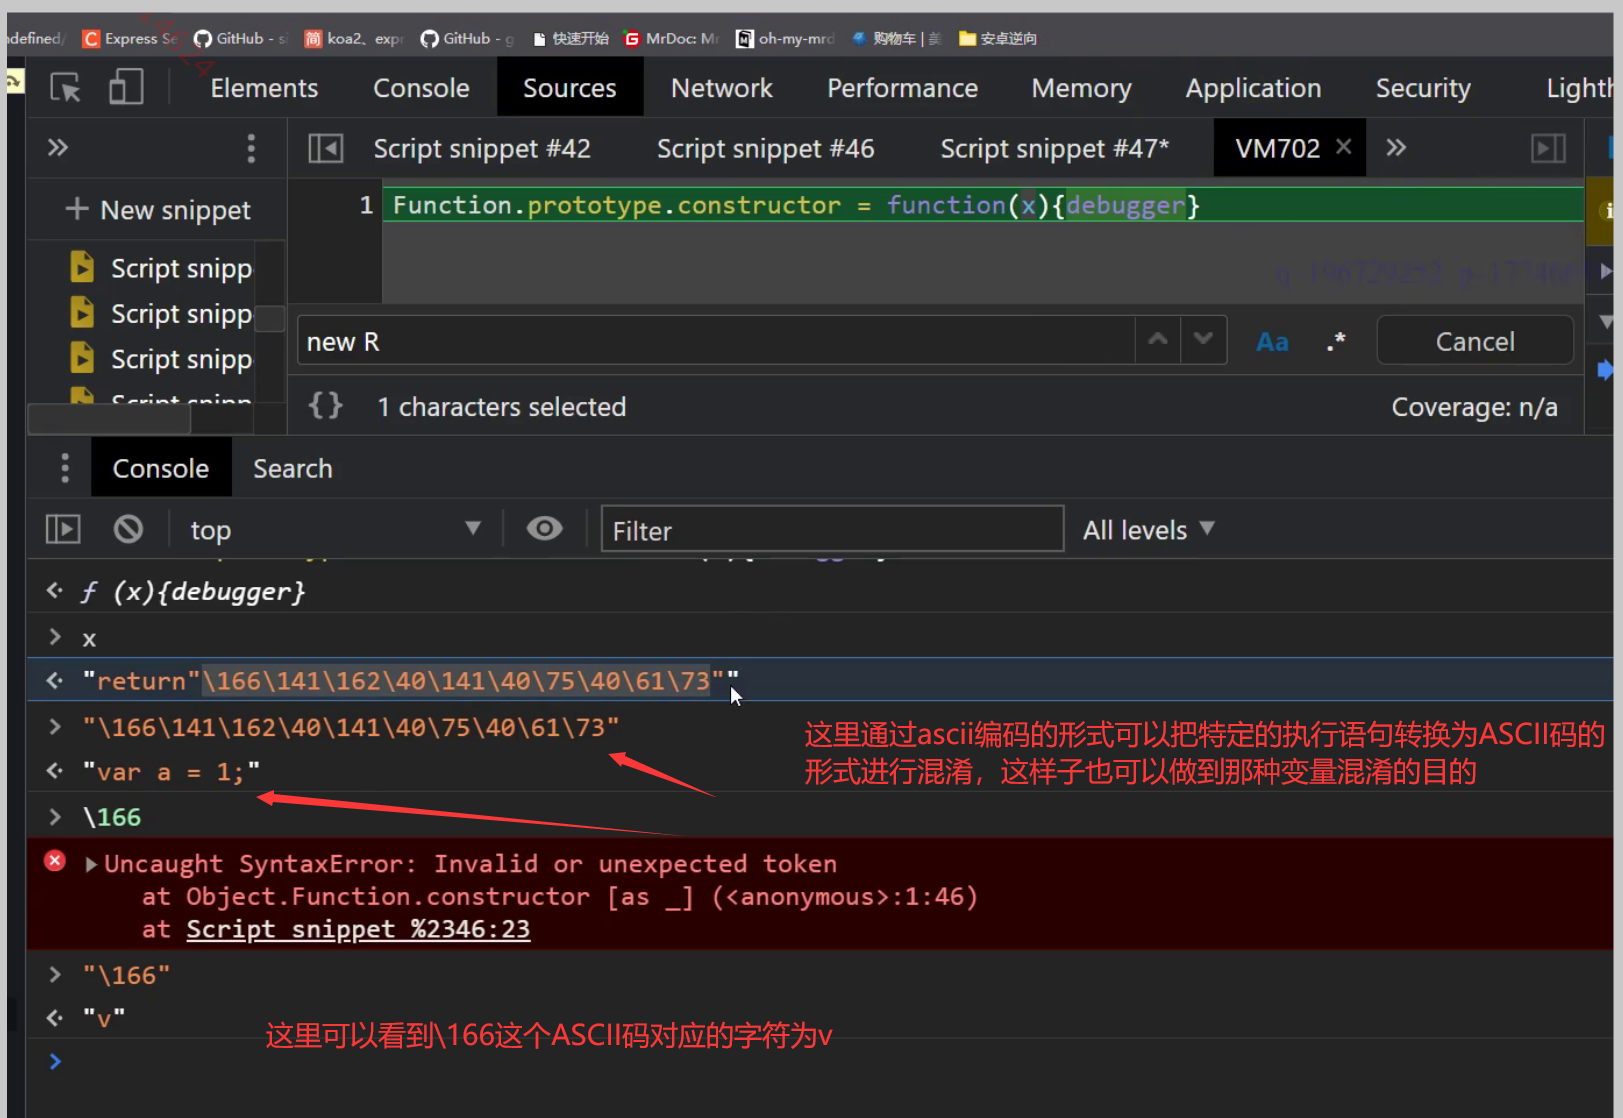 ndefined/ Express Se GitHub - si koa2、expr GitHub - g 快速开始 MrDoc: Mr oh-my-mrd 购物车 | 美 安卓逆向
Elements Console Sources Network Performance Memory Application Security Lighth
Script snippet #42 Script snippet #46 Script snippet #47* VM702
New snippet
1 Function.prototype.constructor = function(x){debugger}
Script snipp
Script snipp
Script snipp
Script snipp
new R Aa .* Cancel
{} 1 characters selected Coverage: n/a
Console Search
top Filter All levels
ƒ (x){debugger}
x
"return"\166\141\162\40\141\40\75\40\61\73""
"\166\141\162\40\141\40\75\40\61\73"
这里通过ascii编码的形式可以把特定的执行语句转换为ASCII码的
形式进行混淆，这样子也可以做到那种变量混淆的目的
"var a = 1;"
\166
Uncaught SyntaxError: Invalid or unexpected token
at Object.Function.constructor [as _] (<anonymous>:1:46)
at Script snippet %2346:23
"\166"
"v"
这里可以看到\166这个ASCII码对应的字符为v